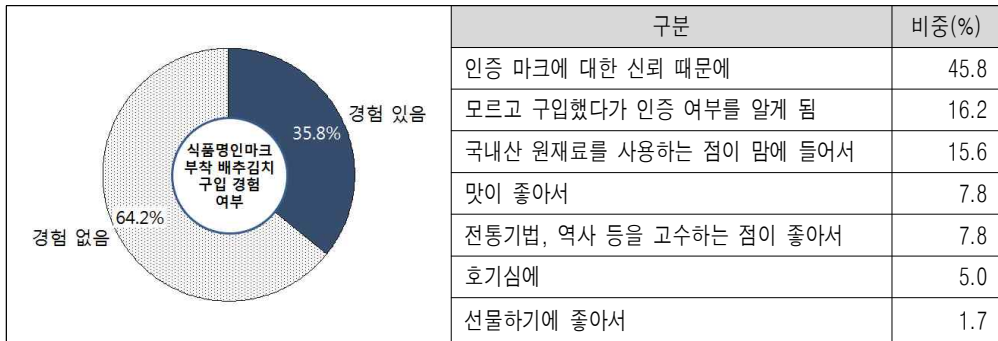 경험 있음
35.8%
식품명인마크
부착 배추김치
구입 경험
여부
64.2%
경험 없음
구분 비중(%)
인증 마크에 대한 신뢰 때문에 45.8
모르고 구입했다가 인증 여부를 알게 됨 16.2
국내산 원재료를 사용하는 점이 맘에 들어서 15.6
맛이 좋아서 7.8
전통기법, 역사 등을 고수하는 점이 좋아서 7.8
호기심에 5.0
선물하기에 좋아서 1.7